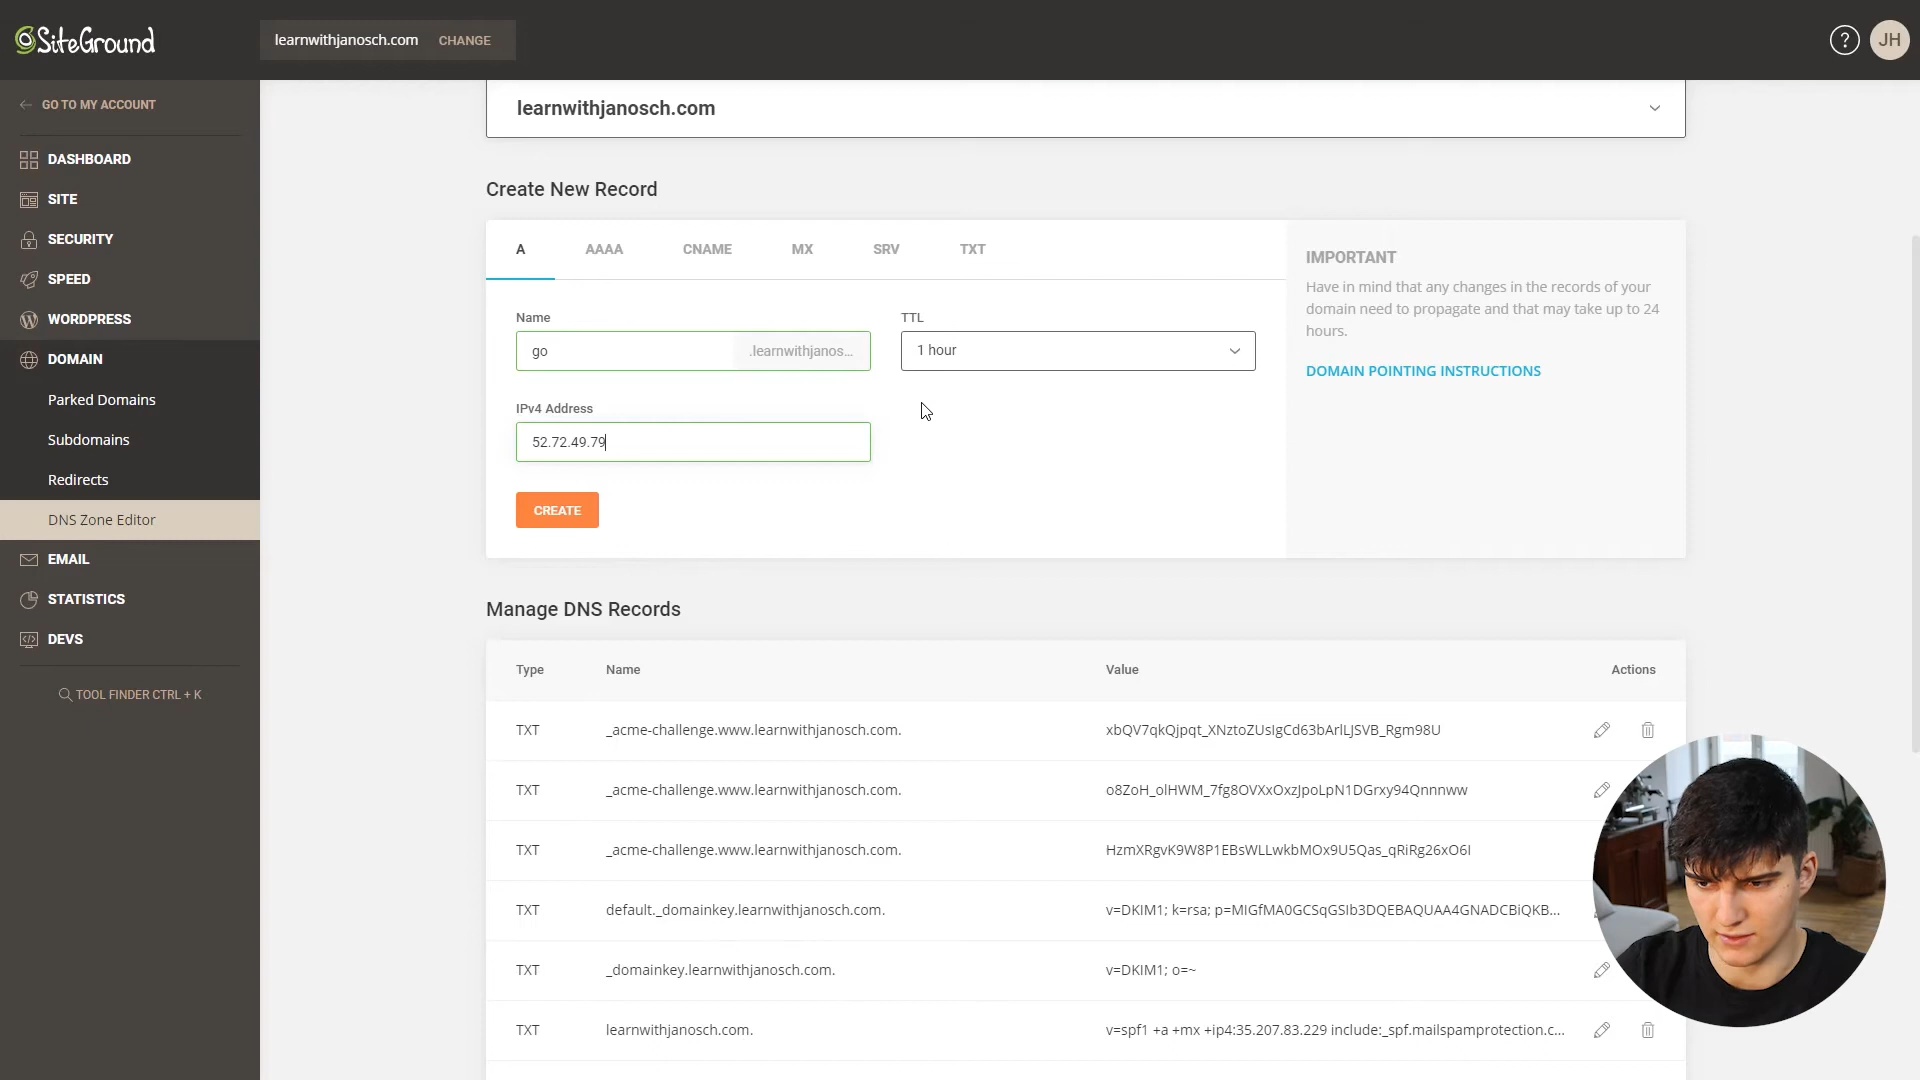 SiteGround
learnwithjanosch.com CHANGE
?
JH
GO TO MY ACCOUNT
DASHBOARD
SITE
SECURITY
SPEED
WORDPRESS
DOMAIN
Parked Domains
Subdomains
Redirects
DNS Zone Editor
EMAIL
STATISTICS
DEVS
TOOL FINDER CTRL + K
learnwithjanosch.com
Create New Record
A AAAA CNAME MX SRV TXT
Name
go .learnwithjanos...
TTL
1 hour
IPv4 Address
52.72.49.79
CREATE
IMPORTANT
Have in mind that any changes in the records of your
domain need to propagate and that may take up to 24
hours.
DOMAIN POINTING INSTRUCTIONS
Manage DNS Records
Type Name Value Actions
TXT _acme-challenge.www.learnwithjanosch.com. xbQV7qkQjpqt_XNztoZUsIgCd63bArlLJSVB_Rgm98U
TXT _acme-challenge.www.learnwithjanosch.com. o8ZoH_olHWM_7fg8OVXxOxzJpoLpN1DGrxy94Qnnnww
TXT _acme-challenge.www.learnwithjanosch.com. HzmXRgvK9W8P1EBsWLLwkbMOx9U5Qas_qRiRg26xO6I
TXT default._domainkey.learnwithjanosch.com. v=DKIM1; k=rsa; p=MIGfMA0GCSqGSIb3DQEBAQUAA4GNADCBiQKB...
TXT _domainkey.learnwithjanosch.com. v=DKIM1; o=~
TXT learnwithjanosch.com. v=spf1 +a +mx +ip4:35.207.83.229 include:_spf.mailspamprotection.c...